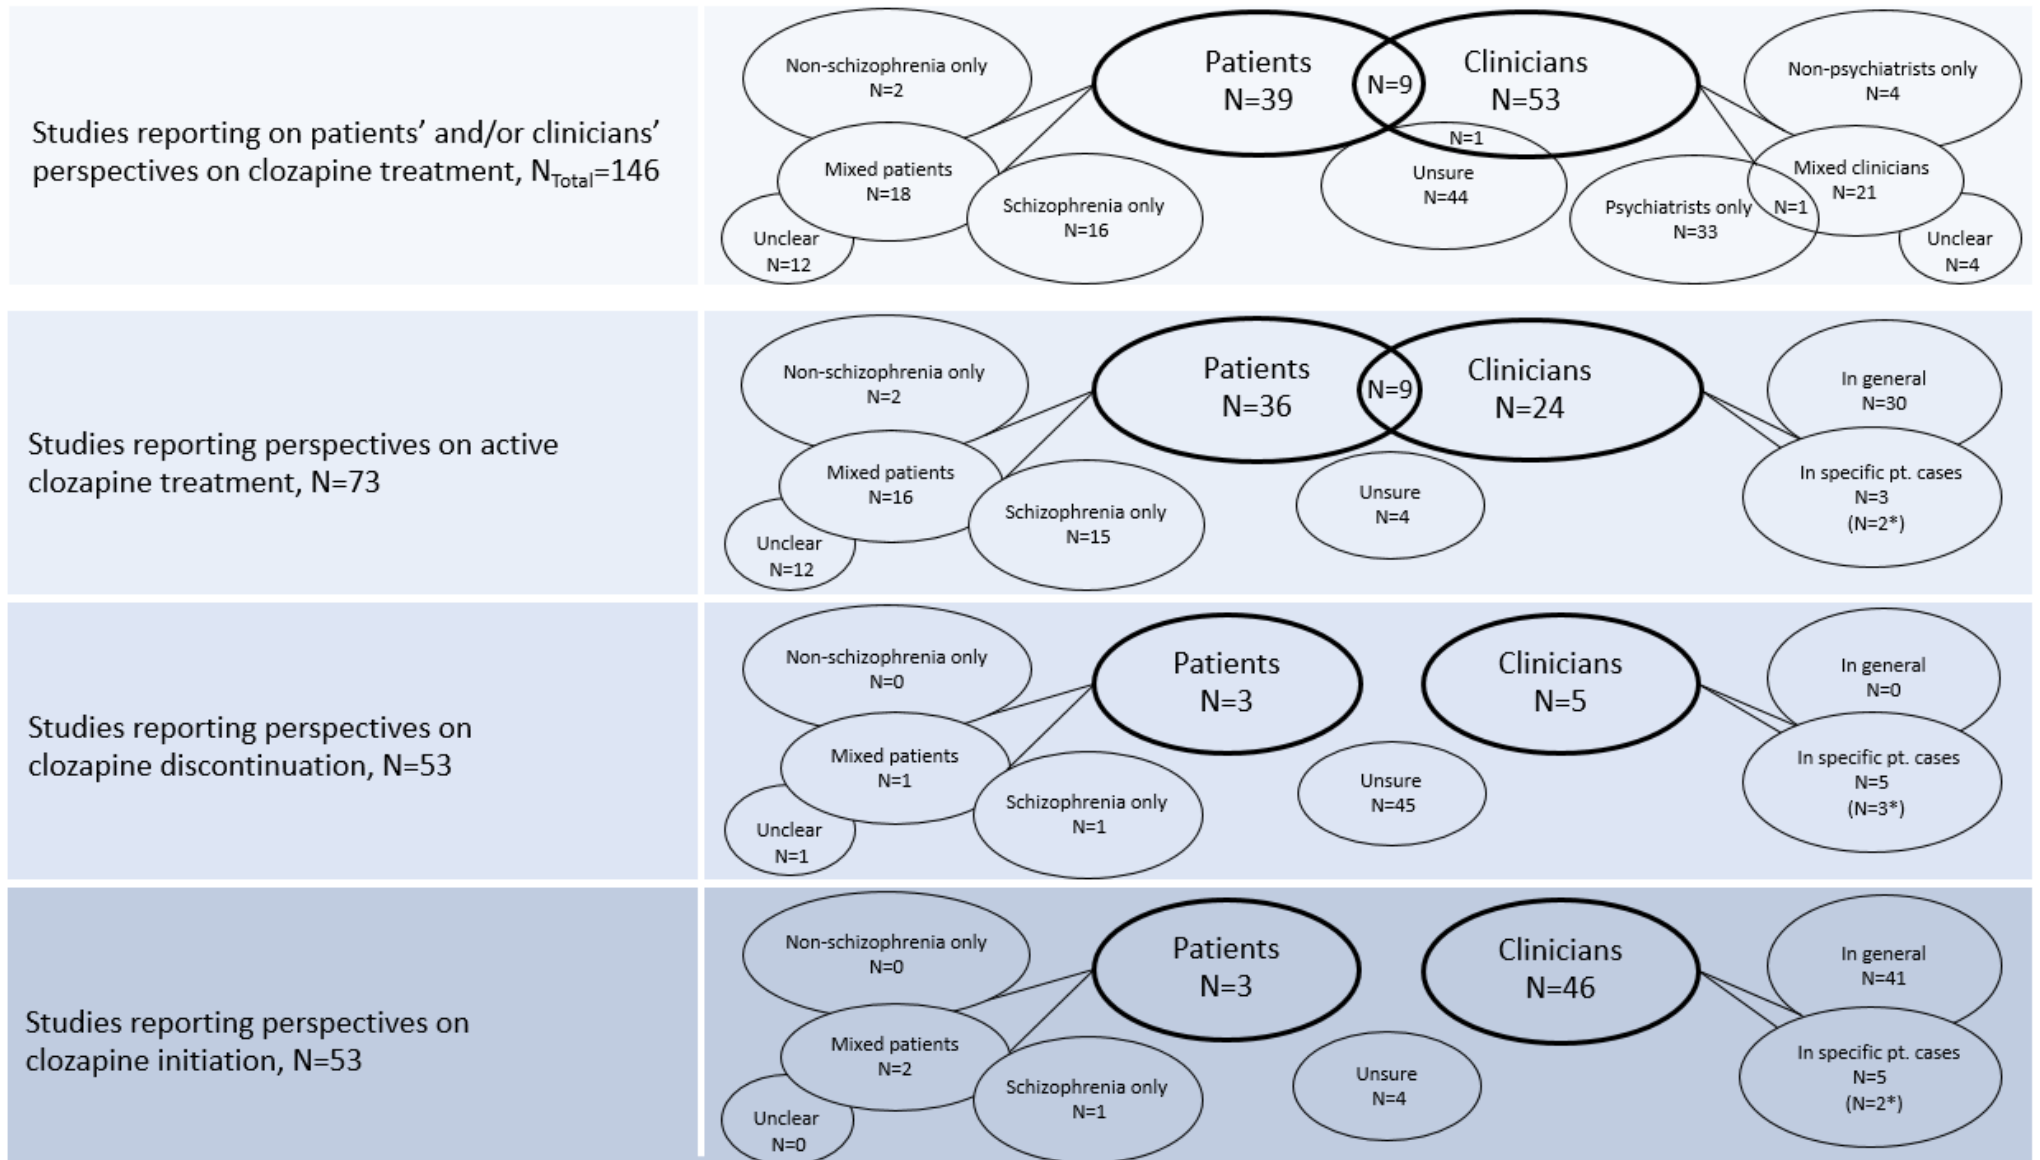 Studies reporting on patients’ and/or clinicians’
perspectives on clozapine treatment, NTotal=146
Non-schizophrenia only
N=2
Mixed patients
N=18
Unclear
N=12
Schizophrenia only
N=16
Patients
N=39
N=9
Clinicians
N=53
N=1
Unsure
N=44
Non-psychiatrists only
N=4
Mixed clinicians
N=21
Psychiatrists only
N=33
N=1
Unclear
N=4
Studies reporting perspectives on active
clozapine treatment, N=73
Non-schizophrenia only
N=2
Mixed patients
N=16
Unclear
N=12
Schizophrenia only
N=15
Patients
N=36
N=9
Clinicians
N=24
Unsure
N=4
In general
N=30
In specific pt. cases
N=3
(N=2*)
Studies reporting perspectives on
clozapine discontinuation, N=53
Non-schizophrenia only
N=0
Mixed patients
N=1
Unclear
N=1
Schizophrenia only
N=1
Patients
N=3
Clinicians
N=5
Unsure
N=45
In general
N=0
In specific pt. cases
N=5
(N=3*)
Studies reporting perspectives on
clozapine initiation, N=53
Non-schizophrenia only
N=0
Mixed patients
N=2
Unclear
N=0
Schizophrenia only
N=1
Patients
N=3
Clinicians
N=46
Unsure
N=4
In general
N=41
In specific pt. cases
N=5
(N=2*)